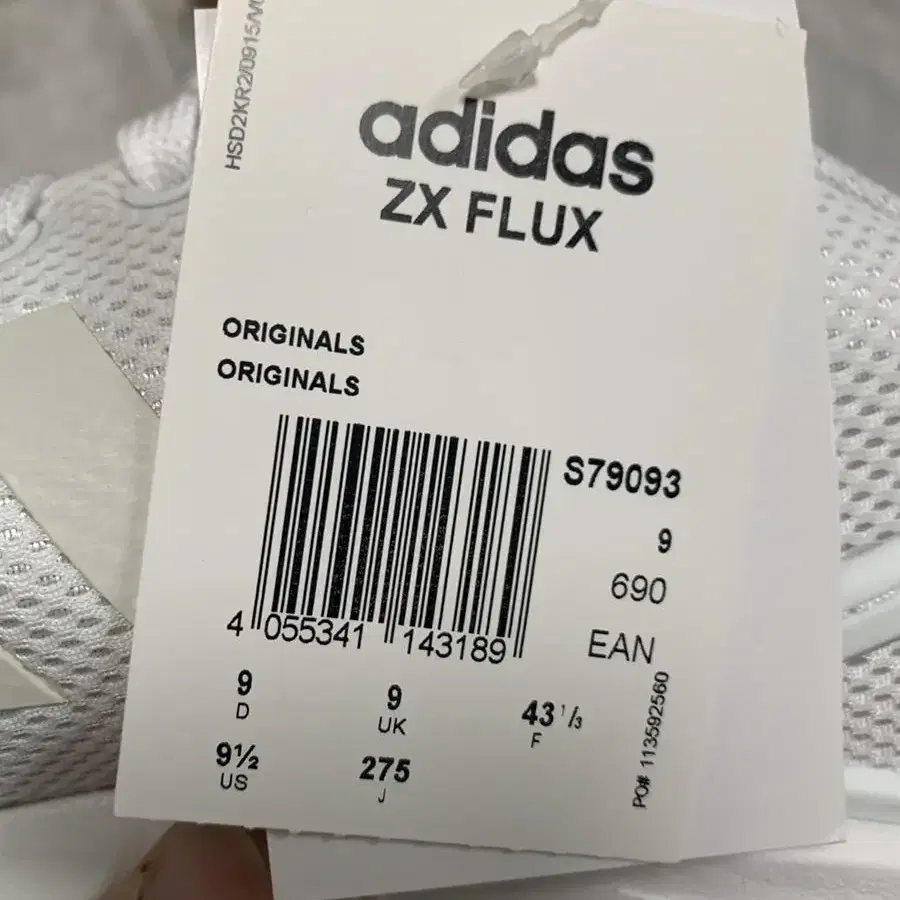 HSD2KR2/0915/V
adidas
ZX FLUX
ORIGINALS
ORIGINALS
S79093
9
690
EAN
4 055341 143189
9
D
9
UK
43 1/3
F
9½
US
275
J
PO# 113592560